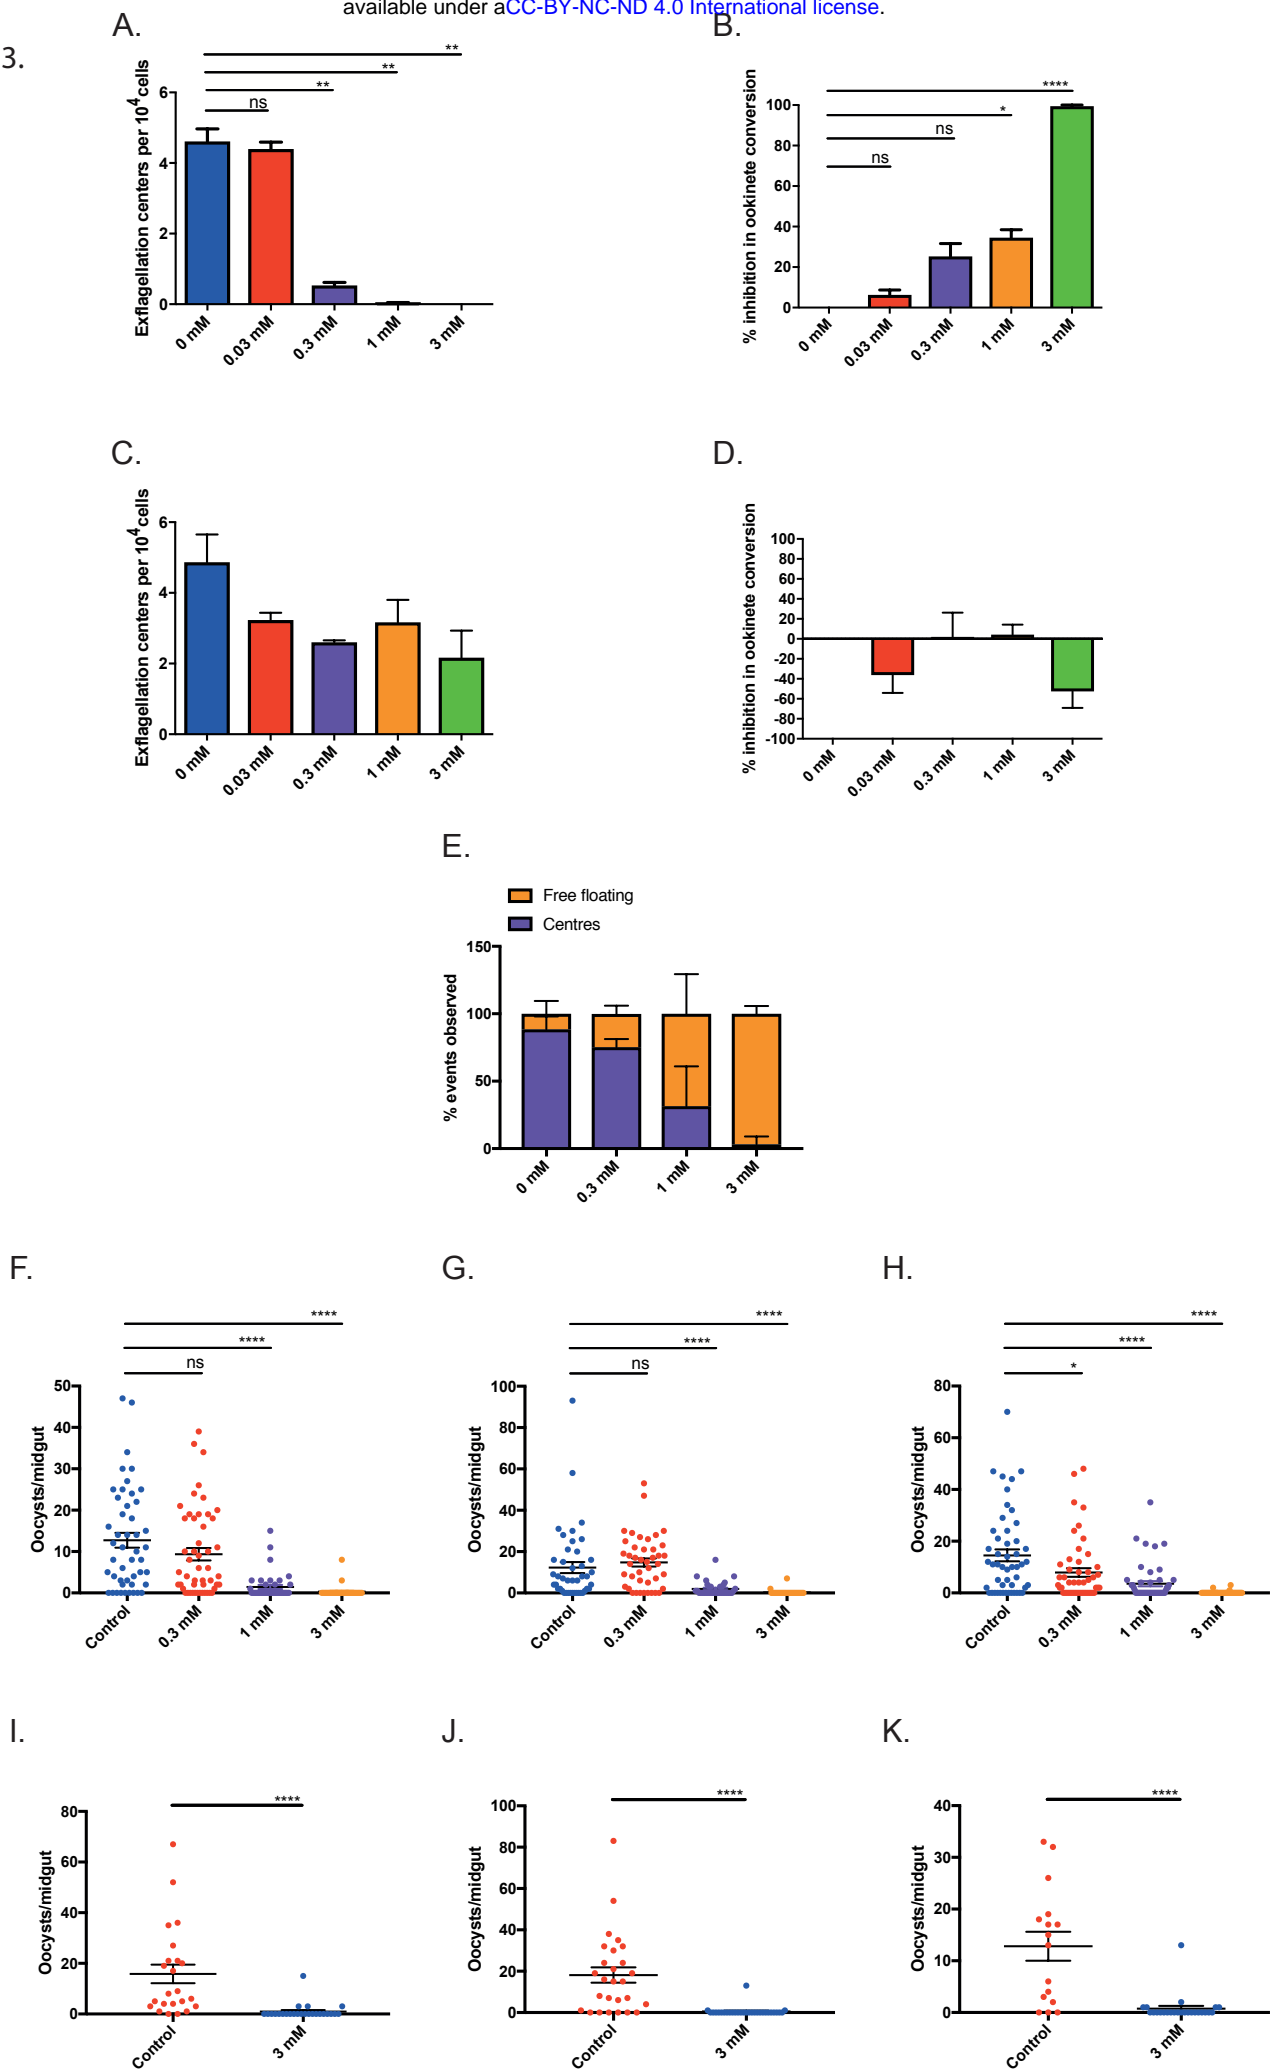 available under aCC-BY-NC-ND 4.0 International license.
3.
A.
Exflagellation centers per 10⁴ cells
**
**
**
ns
6
4
2
0
0 mM
0.03 mM
0.3 mM
1 mM
3 mM
B.
% inhibition in ookinete conversion
****
*
ns
ns
100
80
60
40
20
0
0 mM
0.03 mM
0.3 mM
1 mM
3 mM
C.
Exflagellation centers per 10⁴ cells
6
4
2
0
0 mM
0.03 mM
0.3 mM
1 mM
3 mM
D.
% inhibition in ookinete conversion
100
80
60
40
20
0
-20
-40
-60
-80
-100
0 mM
0.03 mM
0.3 mM
1 mM
3 mM
E.
Free floating
Centres
% events observed
150
100
50
0
0 mM
0.3 mM
1 mM
3 mM
F.
Oocysts/midgut
****
****
ns
50
40
30
20
10
0
Control
0.3 mM
1 mM
3 mM
G.
Oocysts/midgut
****
****
ns
100
80
60
40
20
0
Control
0.3 mM
1 mM
3 mM
H.
Oocysts/midgut
****
****
*
80
60
40
20
0
Control
0.3 mM
1 mM
3 mM
I.
Oocysts/midgut
****
80
60
40
20
0
Control
3 mM
J.
Oocysts/midgut
****
100
80
60
40
20
0
Control
3 mM
K.
Oocysts/midgut
****
40
30
20
10
0
Control
3 mM